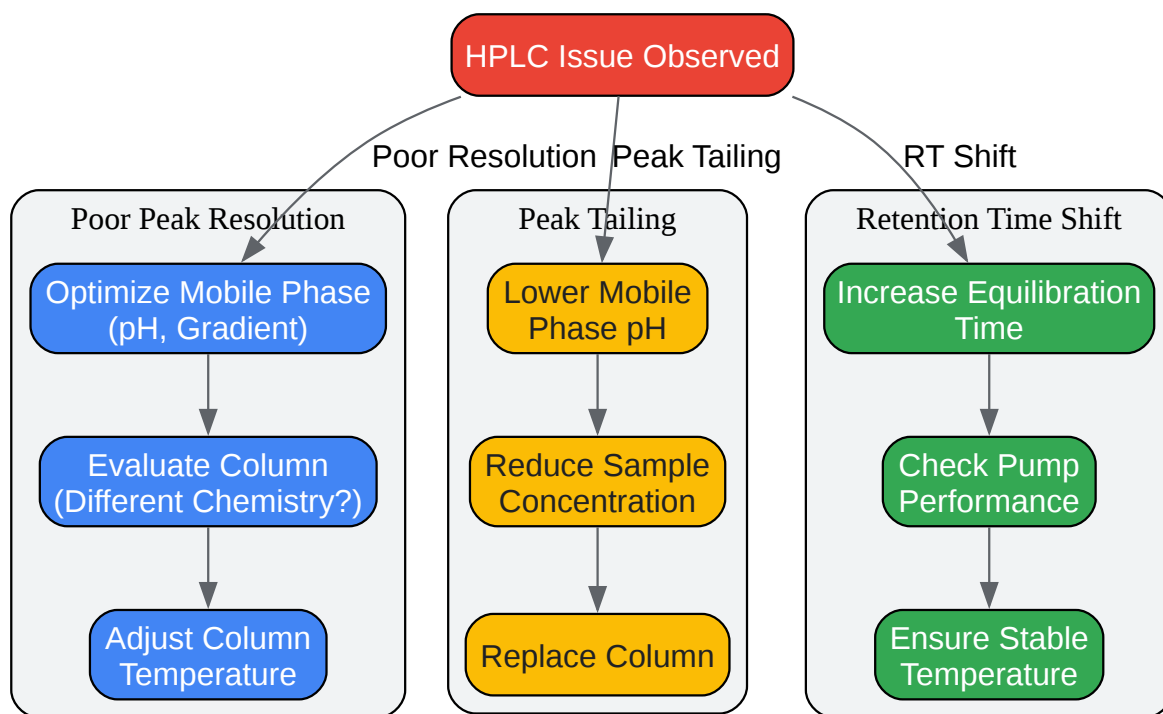 HPLC Issue Observed
Poor Resolution
Peak Tailing
RT Shift
Poor Peak Resolution
Optimize Mobile Phase
(pH, Gradient)
Evaluate Column
(Different Chemistry?)
Adjust Column
Temperature
Peak Tailing
Lower Mobile
Phase pH
Reduce Sample
Concentration
Replace Column
Retention Time Shift
Increase Equilibration
Time
Check Pump
Performance
Ensure Stable
Temperature